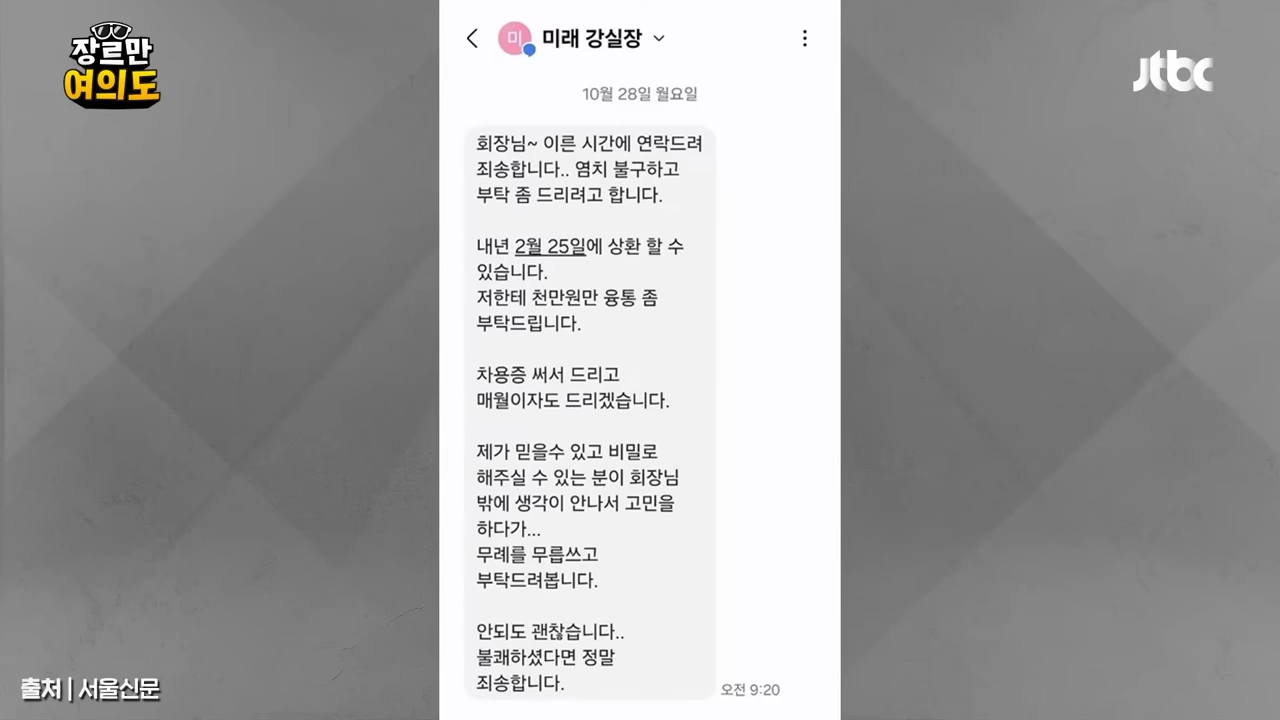 장르만
여의도
jtbc
미 미래 강실장
10월 28일 월요일
회장님~ 이른 시간에 연락드려
죄송합니다.. 염치 불구하고
부탁 좀 드리려고 합니다.
내년 2월 25일에 상환 할 수
있습니다.
저한테 천만원만 융통 좀
부탁드립니다.
차용증 써서 드리고
매월이자도 드리겠습니다.
제가 믿을수 있고 비밀로
해주실 수 있는 분이 회장님
밖에 생각이 안나서 고민을
하다가...
무례를 무릅쓰고
부탁드려봅니다.
안되도 괜찮습니다..
불쾌하셨다면 정말
죄송합니다.
오전 9:20
출처 | 서울신문